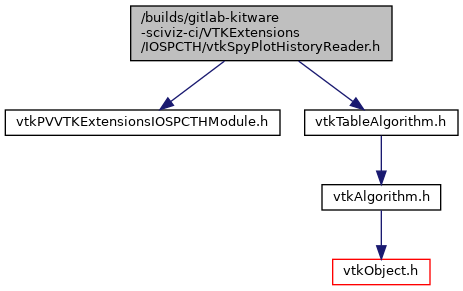 /builds/gitlab-kitware
-sciviz-ci/VTKExtensions
/IOSPCTH/vtkSpyPlotHistoryReader.h
vtkPVVTKExtensionsIOSPCTHModule.h
vtkTableAlgorithm.h
vtkAlgorithm.h
vtkObject.h